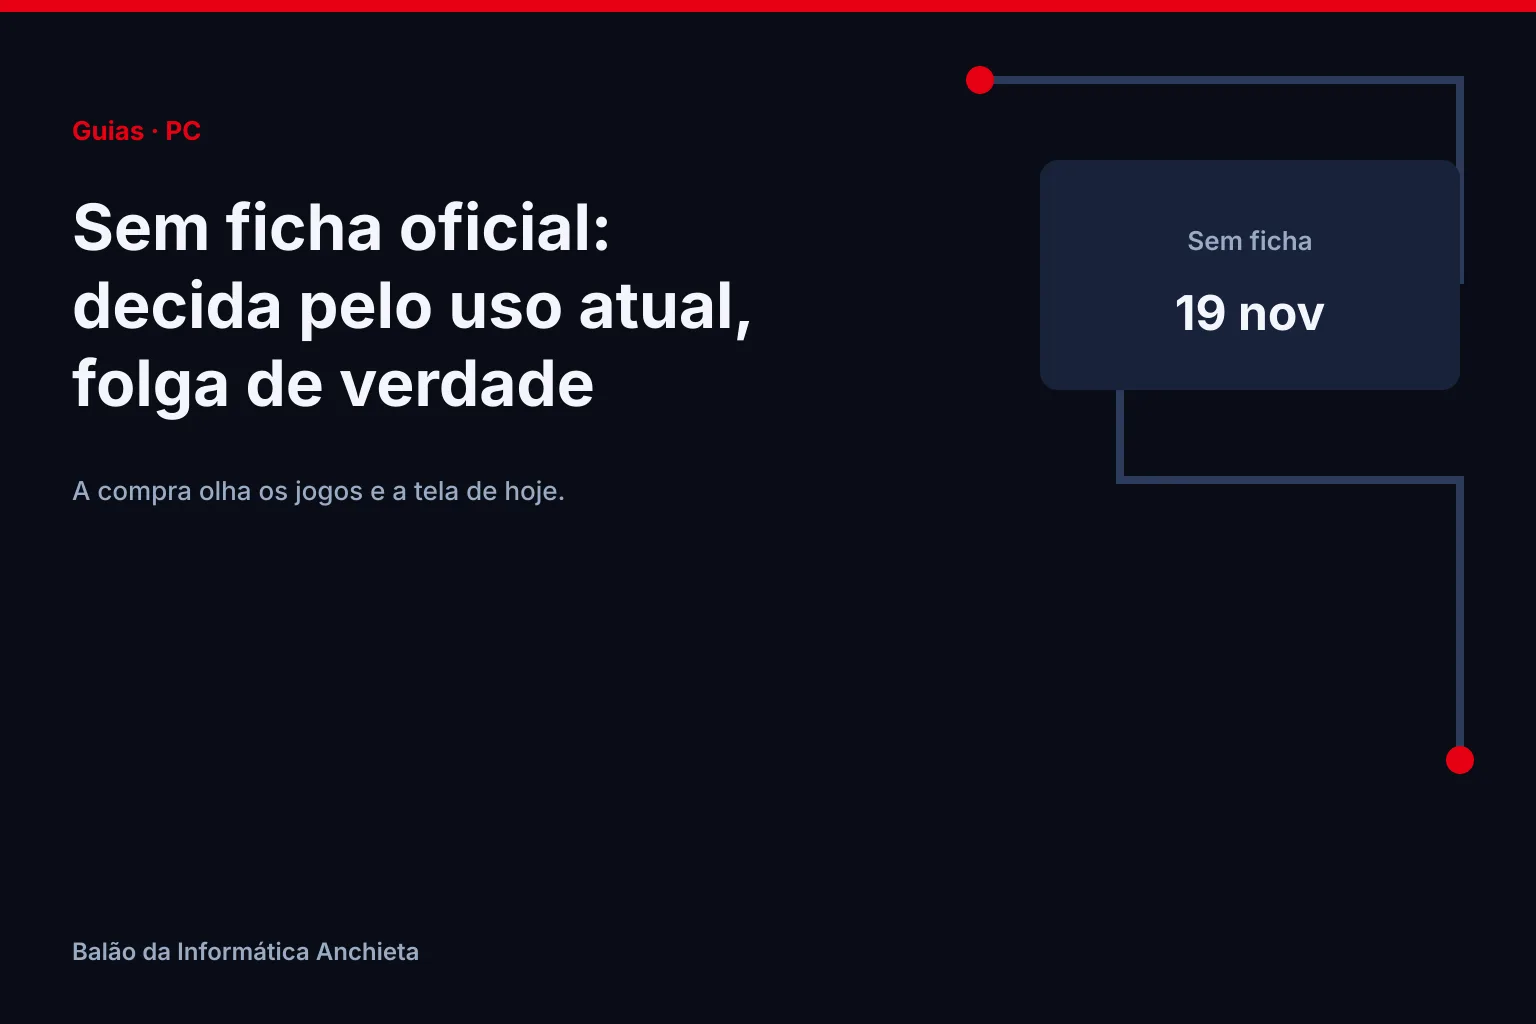 Guias · PC
Sem ficha oficial:
decida pelo uso atual,
folga de verdade
A compra olha os jogos e a tela de hoje.
Sem ficha
19 nov
Balão da Informática Anchieta